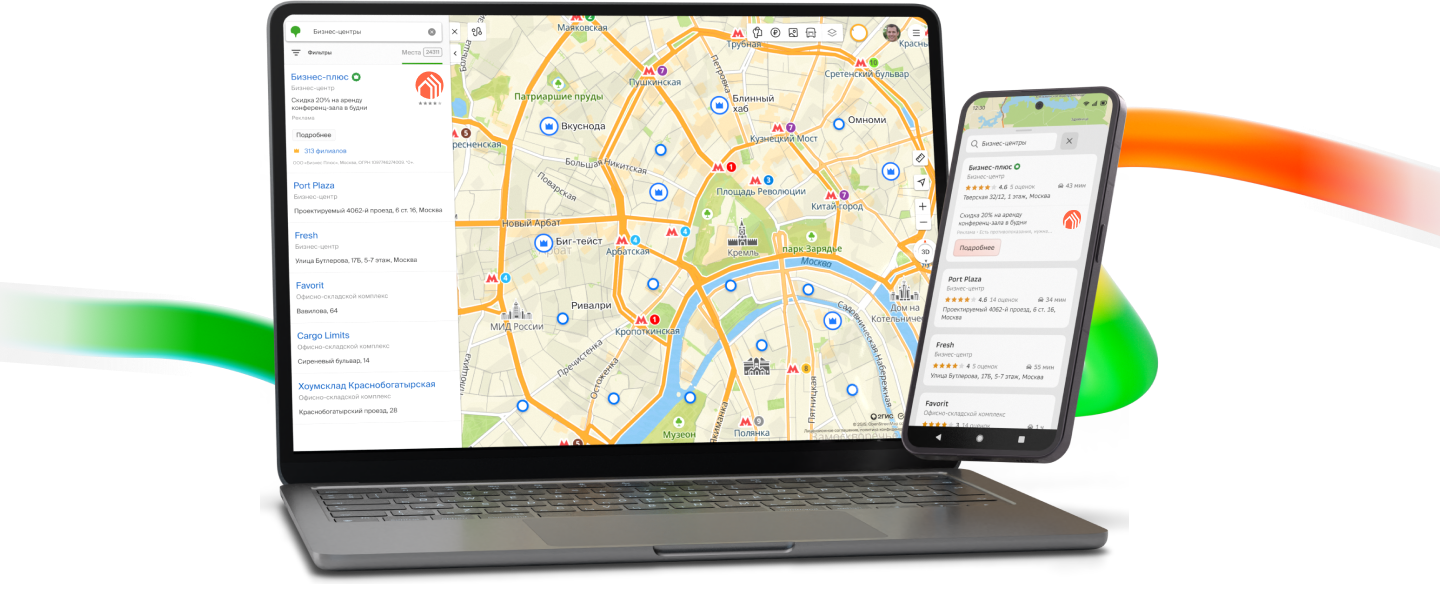 Бизнес-центры
Фильтры
Места 24311
Бизнес-плюс
Бизнес-центр
Скидка 20% на аренду
конференц-зала в будни
Реклама
Подробнее
313 филиалов
Port Plaza
Бизнес-центр
Проектируемый 4062-й проезд, 6 ст. 16, Москва
Fresh
Бизнес-центр
Улица Бутлерова, 17Б, 5-7 этаж, Москва
Favorit
Офисно-складской комплекс
Вавилова, 64
Cargo Limits
Офисно-складской комплекс
Сиреневый бульвар, 14
Хоумсклад Краснобогатырская
Офисно-складской комплекс
Краснобогатырский проезд, 28
Маяковская
Трубная
Сретенский бульвар
Пушкинская
Петровка
Патриаршие пруды
Блинный
хаб
Вкуснода
Омноми
Кузнецкий Мост
Большая Никитская
Поварская
Площадь Революции
Китай-город
Новый Арбат
Биг-тейст
Арбатская
Кремль
парк Зарядье
Москва
3D
МИД России
Ривалри
Кропоткинская
Дом на
Котельнической
Садовническая Набережная
Пречистенка
Остоженка
Пятницкая
Якиманка
Музеон
Полянка
Замоскворечье
2ГИС
12:30
Бизнес-центры
Бизнес-плюс
Бизнес-центр
4.6 5 оценок
43 мин
Тверская 32/12, 1 этаж, Москва
Скидка 20% на аренду
конференц-зала в будни
Подробнее
Port Plaza
Бизнес-центр
4.6 14 оценок
34 мин
Проектируемый 4062-й проезд, 6 ст. 16,
Москва
Fresh
Бизнес-центр
4 5 оценок
55 мин
Улица Бутлерова, 17Б, 5-7 этаж, Москва
Favorit
Офисно-складской комплекс